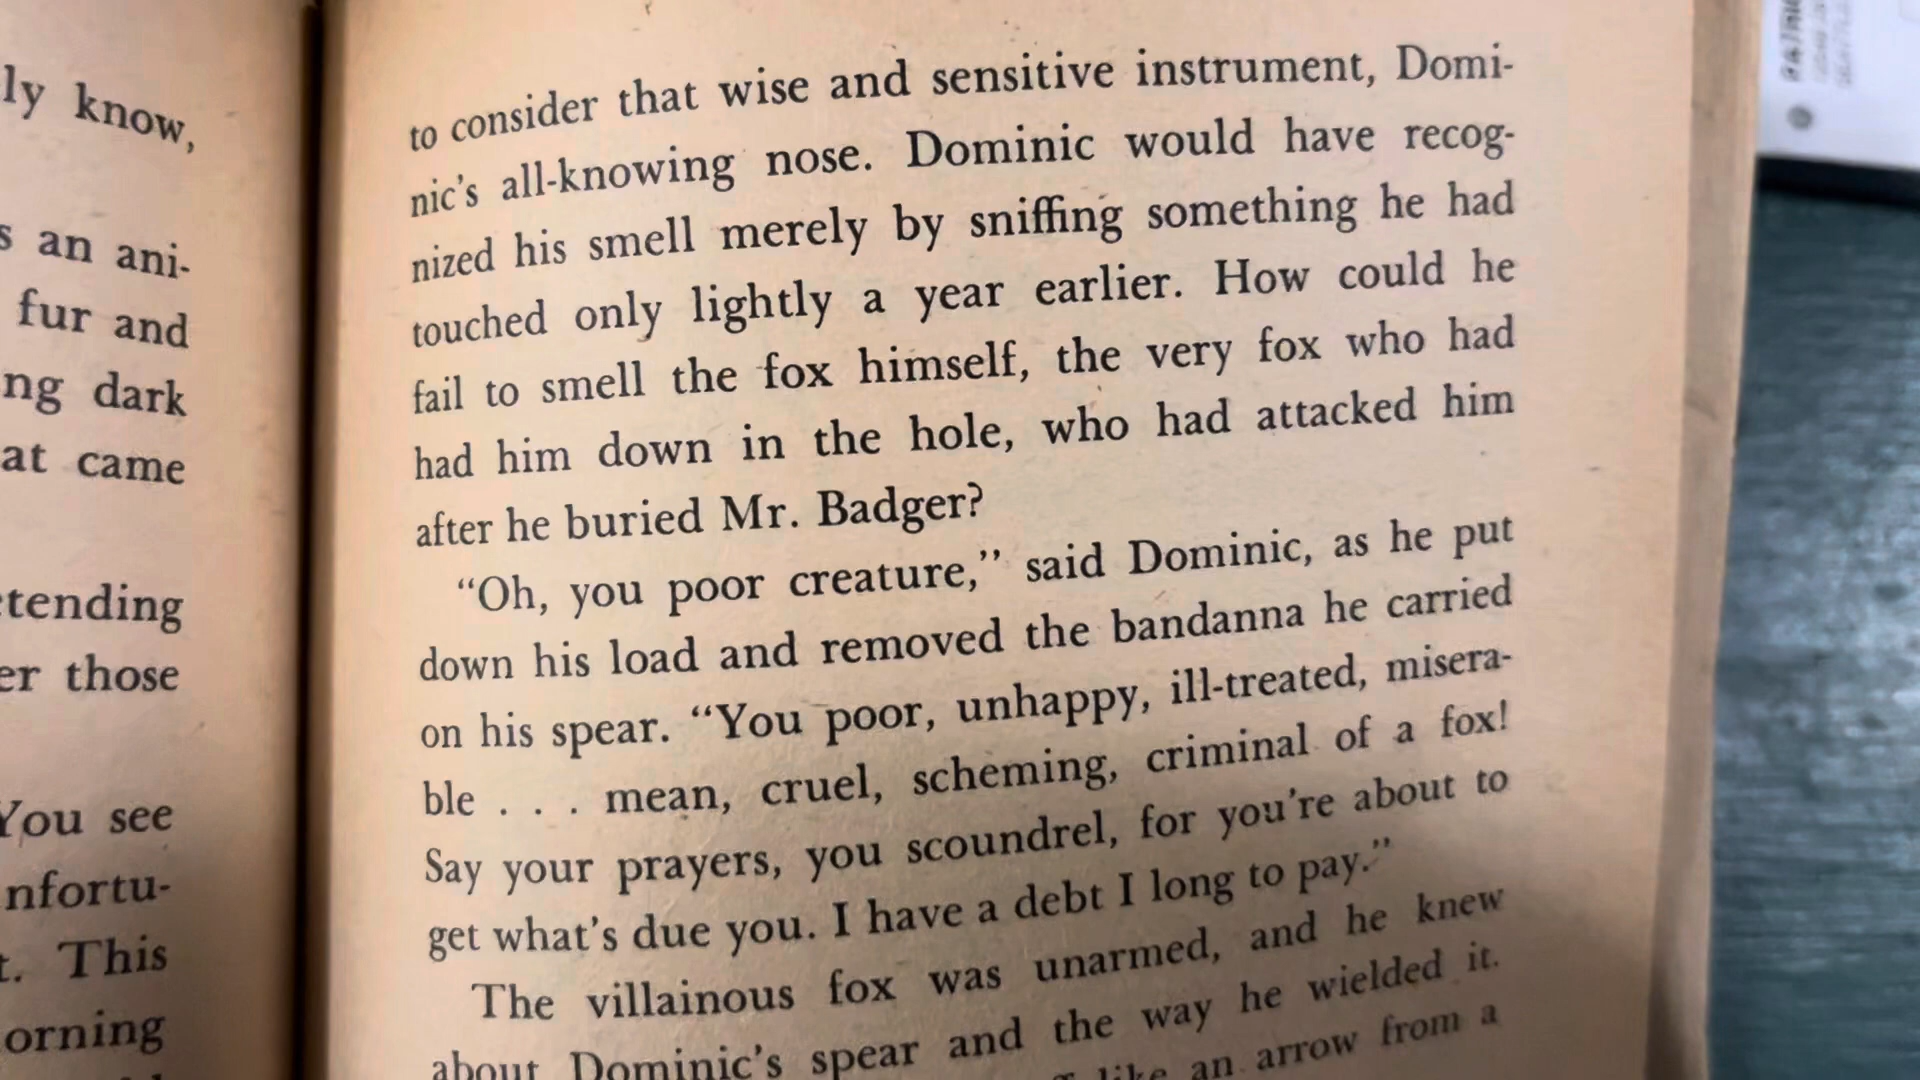 ly know,
s an ani-
fur and
ng dark
at came
tending
er those
You see
nfortu-
t. This
orning
to consider that wise and sensitive instrument, Domi-
nic's all-knowing nose. Dominic would have recog-
nized his smell merely by sniffing something he had
touched only lightly a year earlier. How could he
fail to smell the fox himself, the very fox who had
had him down in the hole, who had attacked him
after he buried Mr. Badger?
“Oh, you poor creature,” said Dominic, as he put
down his load and removed the bandanna he carried
on his spear. “You poor, unhappy, ill-treated, misera-
ble . . . mean, cruel, scheming, criminal of a fox!
Say your prayers, you scoundrel, for you're about to
get what's due you. I have a debt I long to pay.”
The villainous fox was unarmed, and he knew
about Dominic's spear and the way he wielded it.
like an arrow from a